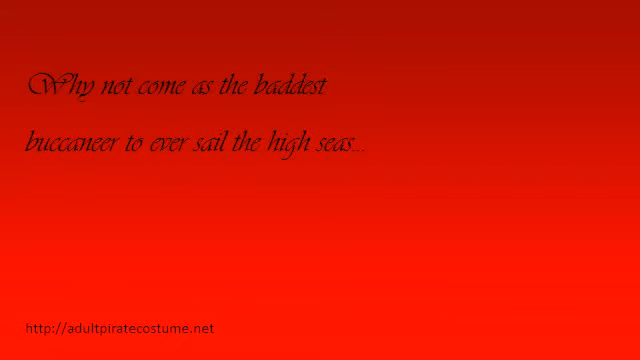 Why not come as the baddest
buccaneer to ever sail the high seas...
http://adultpiratecostume.net